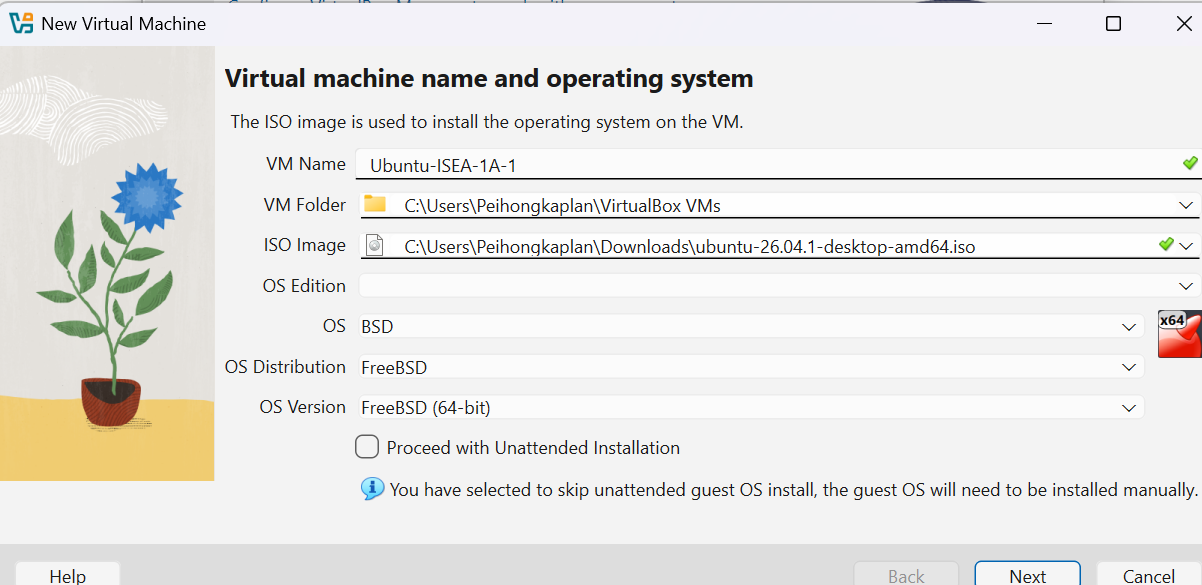 New Virtual Machine
Virtual machine name and operating system
The ISO image is used to install the operating system on the VM.
VM Name Ubuntu-ISEA-1A-1
VM Folder C:\Users\Peihongkaplan\VirtualBox VMs
ISO Image C:\Users\Peihongkaplan\Downloads\ubuntu-26.04.1-desktop-amd64.iso
OS Edition
OS BSD x64
OS Distribution FreeBSD
OS Version FreeBSD (64-bit)
Proceed with Unattended Installation
You have selected to skip unattended guest OS install, the guest OS will need to be installed manually.
Help Back Next Cancel